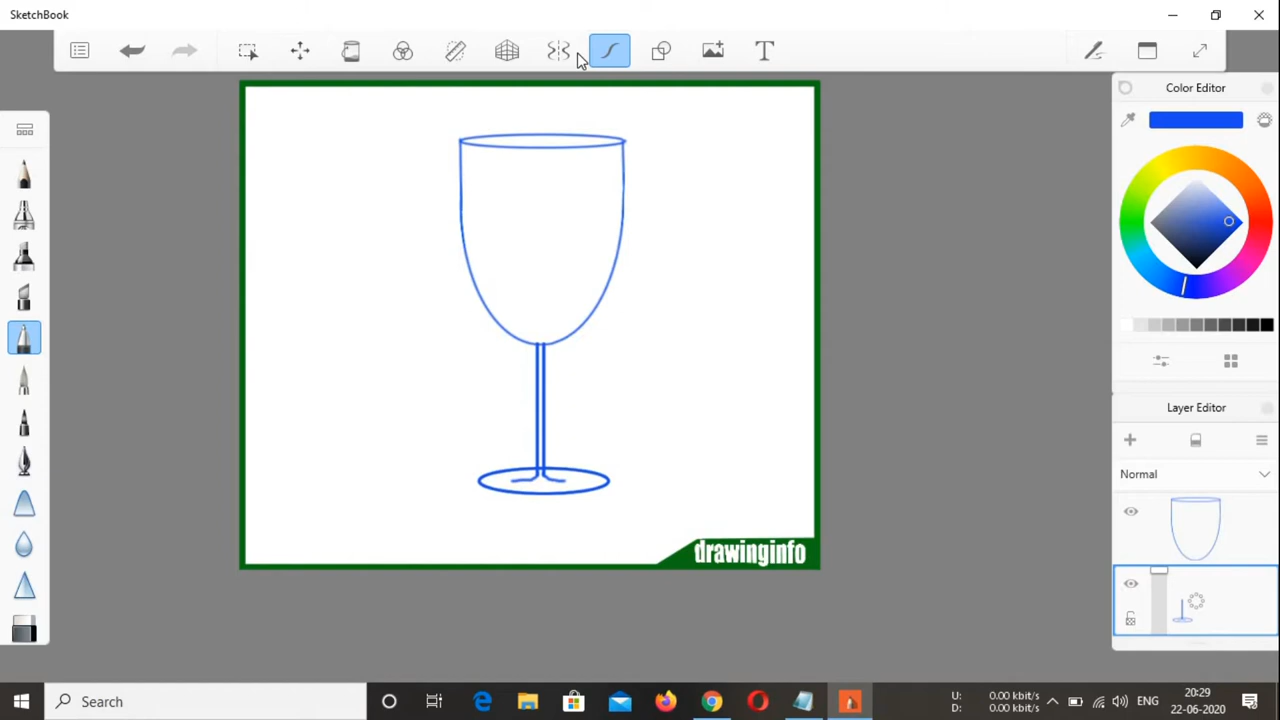 SketchBook
T
Color Editor
Layer Editor
Normal
drawinginfo
Search
U: 0.00 kbit/s
D: 0.00 kbit/s
ENG
20:29
22-06-2020